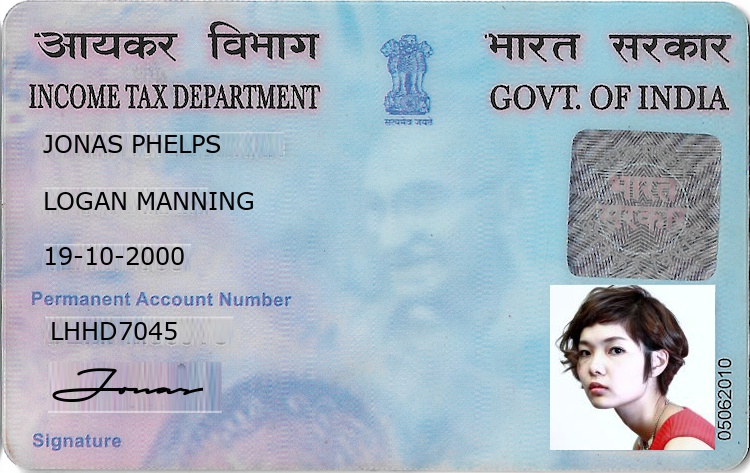 आयकर विभाग
INCOME TAX DEPARTMENT
सत्यमेव जयते
भारत सरकार
GOVT. OF INDIA
JONAS PHELPS
LOGAN MANNING
19-10-2000
Permanent Account Number
LHHD7045
Jonas
Signature
भारत
सरकार
05062010